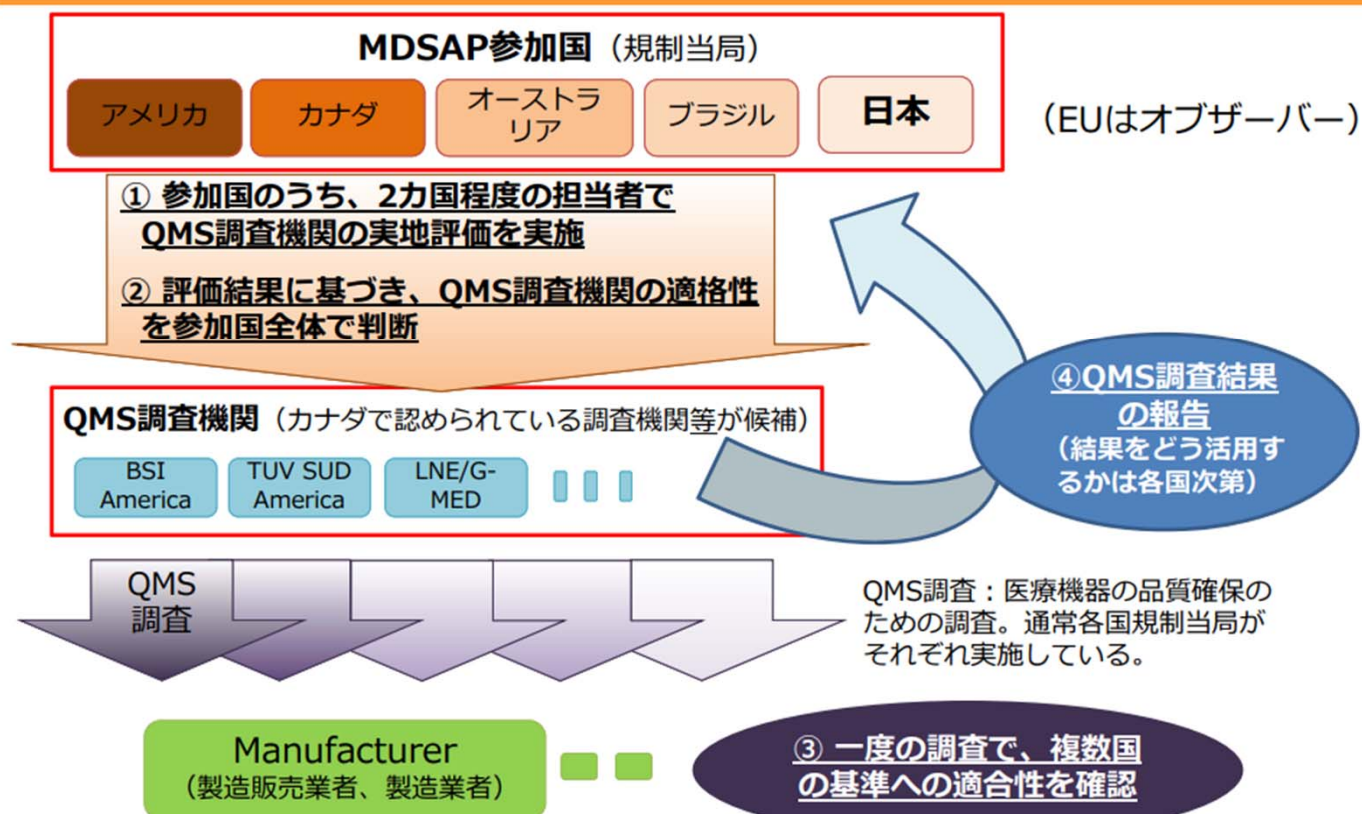 MDSAP参加国（規制当局）
アメリカ
カナダ
オーストラ
リア
ブラジル
日本
（EUはオブザーバー）
① 参加国のうち、2カ国程度の担当者で
QMS調査機関の実地評価を実施
② 評価結果に基づき、QMS調査機関の適格性
を参加国全体で判断
QMS調査機関（カナダで認められている調査機関等が候補）
BSI
America
TUV SUD
America
LNE/G-
MED
④QMS調査結果
の報告
（結果をどう活用す
るかは各国次第）
QMS
調査
QMS調査：医療機器の品質確保の
ための調査。通常各国規制当局が
それぞれ実施している。
Manufacturer
（製造販売業者、製造業者）
③ 一度の調査で、複数国
の基準への適合性を確認